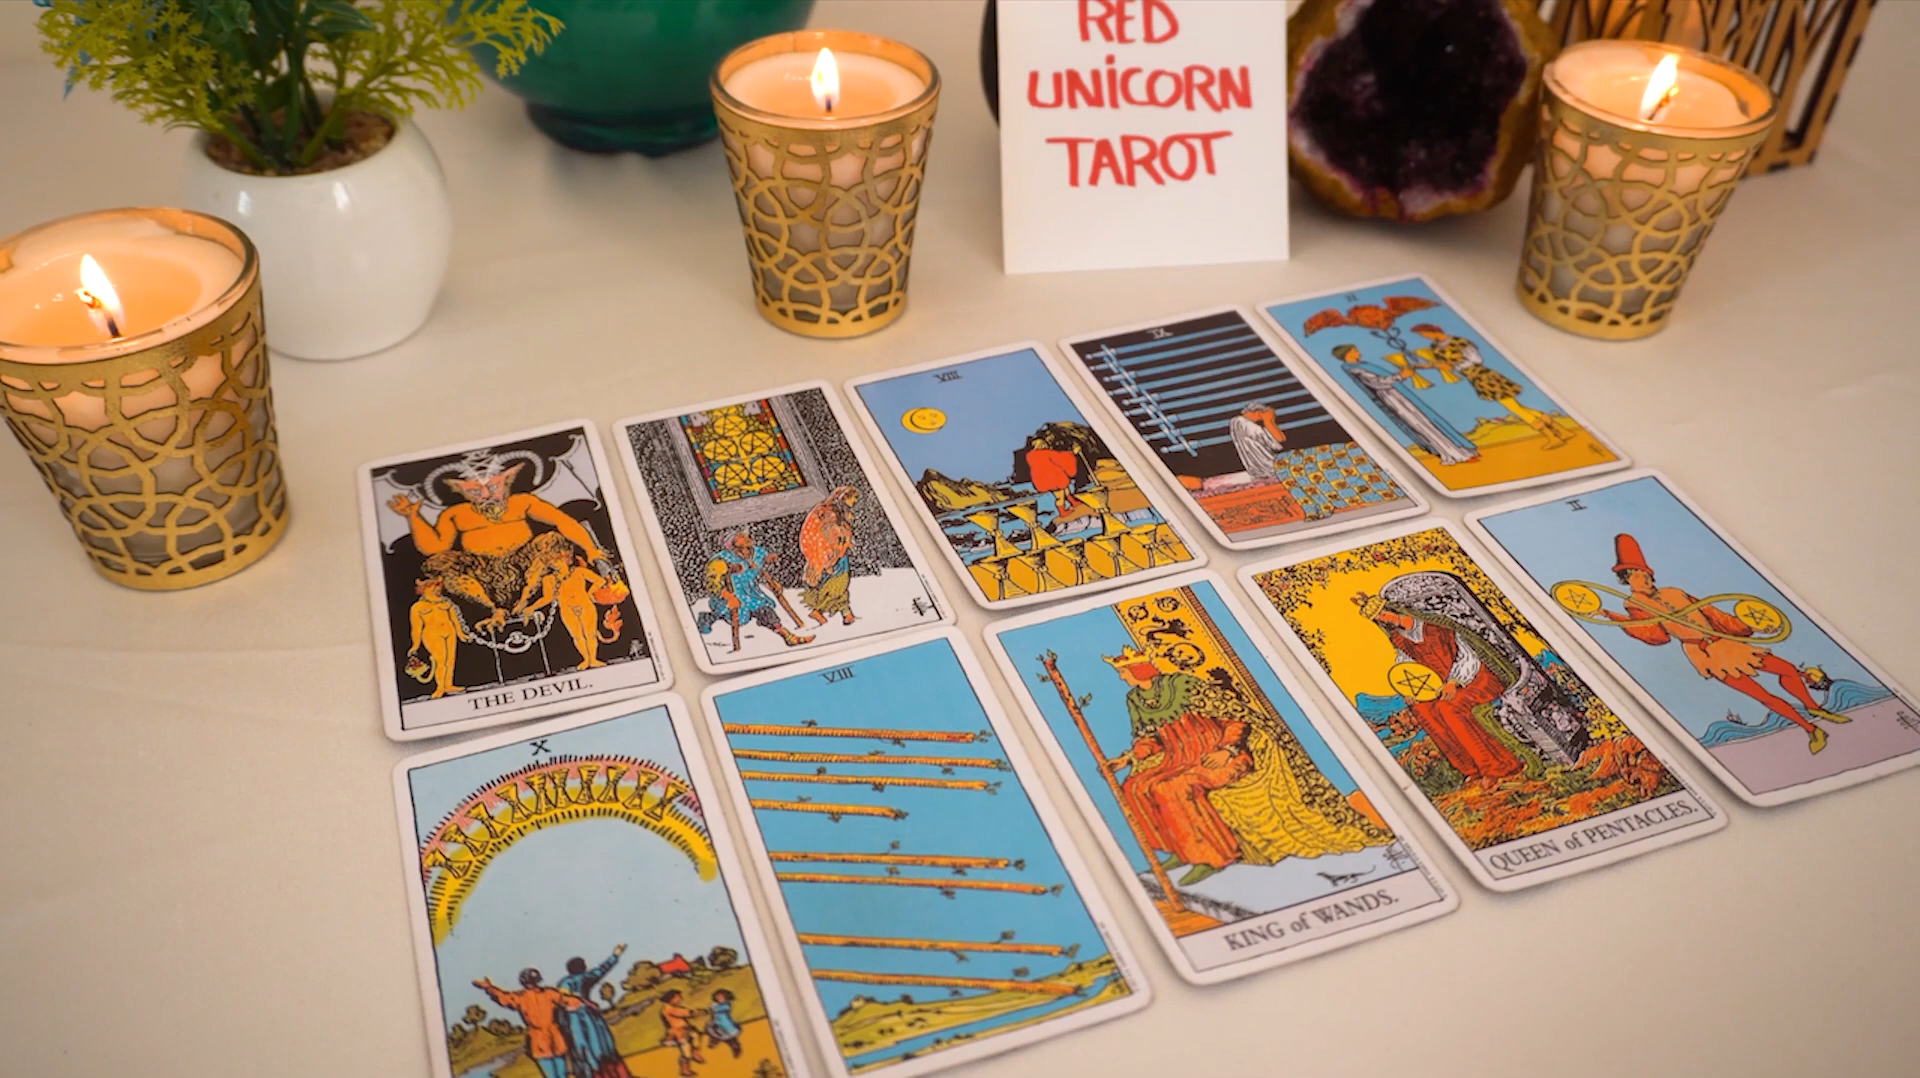 RED
UNICORN
TAROT
II
IX
VIII
II
THE DEVIL.
VIII
X
KING of WANDS.
QUEEN of PENTACLES.